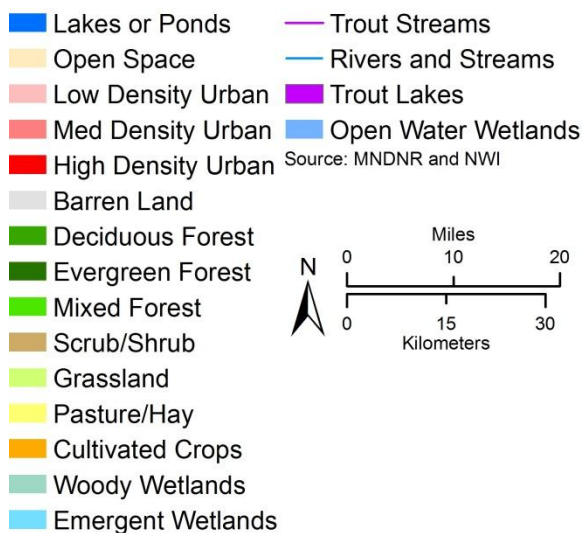 Lakes or Ponds
Open Space
Low Density Urban
Med Density Urban
High Density Urban
Barren Land
Deciduous Forest
Evergreen Forest
Mixed Forest
Scrub/Shrub
Grassland
Pasture/Hay
Cultivated Crops
Woody Wetlands
Emergent Wetlands
Trout Streams
Rivers and Streams
Trout Lakes
Open Water Wetlands
Source: MNDNR and NWI
N
Miles
0 10 20
0 15 30
Kilometers